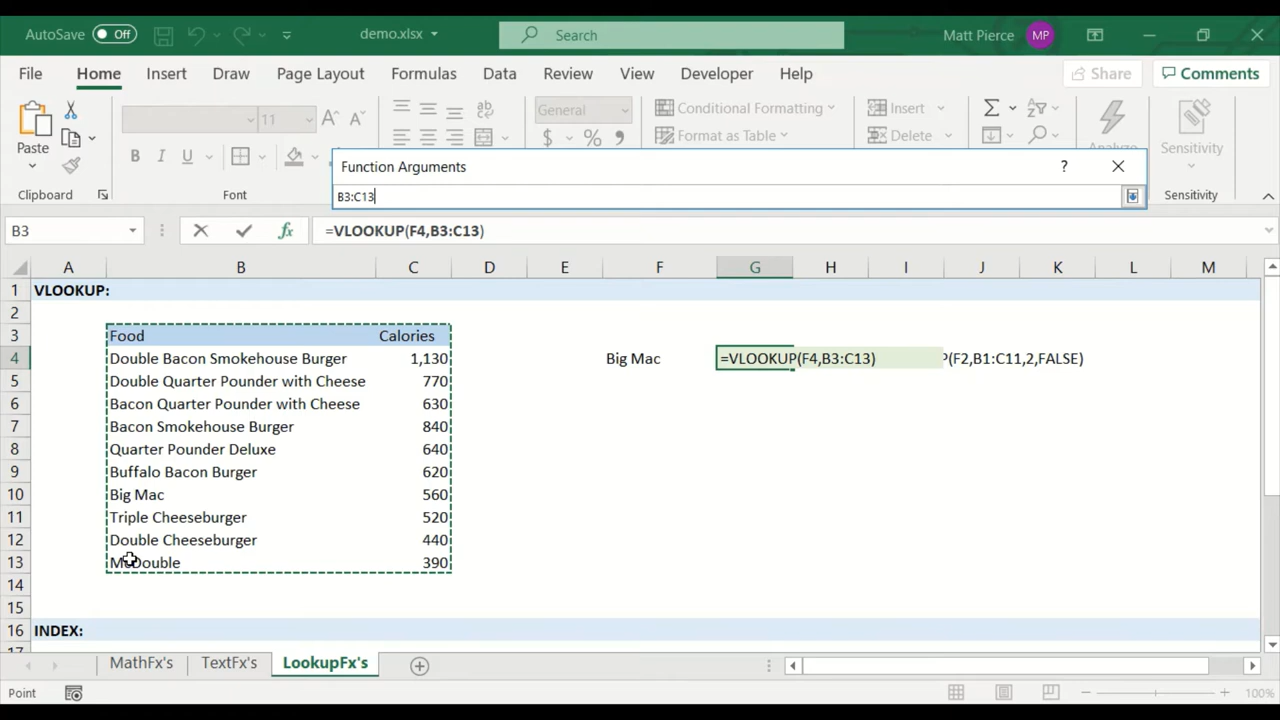 AutoSave Off demo.xlsx Search Matt Pierce MP
File Home Insert Draw Page Layout Formulas Data Review View Developer Help Share Comments
Paste 11 General Conditional Formatting Insert
B I U $ % Format as Table Delete Sensitivity
Clipboard Font Sensitivity
Function Arguments ?
B3:C13
B3 fx =VLOOKUP(F4,B3:C13)
A B C D E F G H I J K L M
1 VLOOKUP:
2
3 Food Calories
4 Double Bacon Smokehouse Burger 1,130 Big Mac =VLOOKUP(F4,B3:C13) P(F2,B1:C11,2,FALSE)
5 Double Quarter Pounder with Cheese 770
6 Bacon Quarter Pounder with Cheese 630
7 Bacon Smokehouse Burger 840
8 Quarter Pounder Deluxe 640
9 Buffalo Bacon Burger 620
10 Big Mac 560
11 Triple Cheeseburger 520
12 Double Cheeseburger 440
13 McDouble 390
14
15
16 INDEX:
MathFx's TextFx's LookupFx's
Point 100%